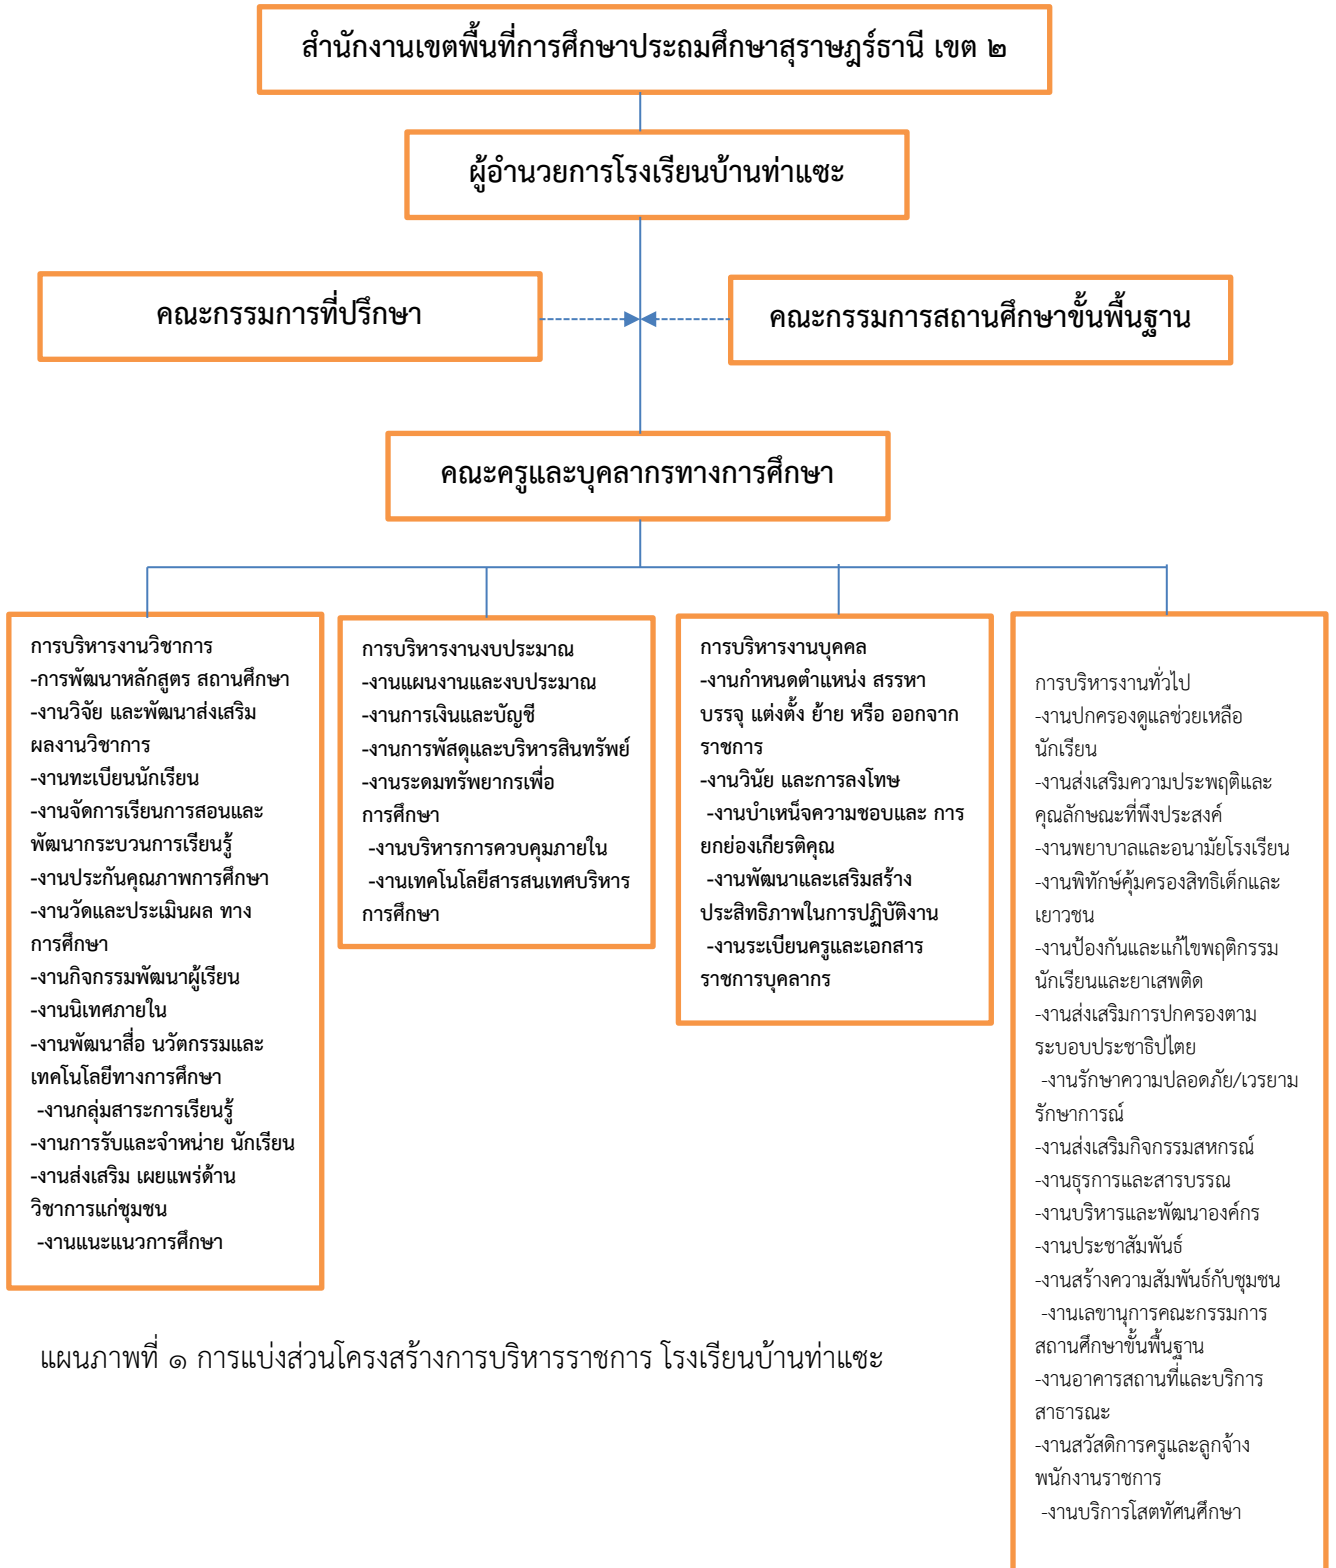 สำนักงานเขตพื้นที่การศึกษาประถมศึกษาสุราษฎร์ธานี เขต ๒
ผู้อำนวยการโรงเรียนบ้านท่าแซะ
คณะกรรมการที่ปรึกษา
คณะกรรมการสถานศึกษาขั้นพื้นฐาน
คณะครูและบุคลากรทางการศึกษา
การบริหารงานวิชาการ
-การพัฒนาหลักสูตร สถานศึกษา
-งานวิจัย และพัฒนาส่งเสริม
ผลงานวิชาการ
-งานทะเบียนนักเรียน
-งานจัดการเรียนการสอนและ
พัฒนากระบวนการเรียนรู้
-งานประกันคุณภาพการศึกษา
-งานวัดและประเมินผล ทาง
การศึกษา
-งานกิจกรรมพัฒนาผู้เรียน
-งานนิเทศภายใน
-งานพัฒนาสื่อ นวัตกรรมและ
เทคโนโลยีทางการศึกษา
-งานกลุ่มสาระการเรียนรู้
-งานการรับและจำหน่าย นักเรียน
-งานส่งเสริม เผยแพร่ด้าน
วิชาการแก่ชุมชน
-งานแนะแนวการศึกษา
การบริหารงานงบประมาณ
-งานแผนงานและงบประมาณ
-งานการเงินและบัญชี
-งานการพัสดุและบริหารสินทรัพย์
-งานระดมทรัพยากรเพื่อ
การศึกษา
-งานบริหารการควบคุมภายใน
-งานเทคโนโลยีสารสนเทศบริหาร
การศึกษา
การบริหารงานบุคคล
-งานกำหนดตำแหน่ง สรรหา
บรรจุ แต่งตั้ง ย้าย หรือ ออกจาก
ราชการ
-งานวินัย และการลงโทษ
-งานบำเหน็จความชอบและ การ
ยกย่องเกียรติคุณ
-งานพัฒนาและเสริมสร้าง
ประสิทธิภาพในการปฏิบัติงาน
-งานระเบียนครูและเอกสาร
ราชการบุคลากร
การบริหารงานทั่วไป
-งานปกครองดูแลช่วยเหลือ
นักเรียน
-งานส่งเสริมความประพฤติและ
คุณลักษณะที่พึงประสงค์
-งานพยาบาลและอนามัยโรงเรียน
-งานพิทักษ์คุ้มครองสิทธิเด็กและ
เยาวชน
-งานป้องกันและแก้ไขพฤติกรรม
นักเรียนและยาเสพติด
-งานส่งเสริมการปกครองตาม
ระบอบประชาธิปไตย
-งานรักษาความปลอดภัย/เวรยาม
รักษาการณ์
-งานส่งเสริมกิจกรรมสหกรณ์
-งานธุรการและสารบรรณ
-งานบริหารและพัฒนาองค์กร
-งานประชาสัมพันธ์
-งานสร้างความสัมพันธ์กับชุมชน
-งานเลขานุการคณะกรรมการ
สถานศึกษาขั้นพื้นฐาน
-งานอาคารสถานที่และบริการ
สาธารณะ
-งานสวัสดิการครูและลูกจ้าง
พนักงานราชการ
-งานบริการโสตทัศนศึกษา
แผนภาพที่ ๑ การแบ่งส่วนโครงสร้างการบริหารราชการ โรงเรียนบ้านท่าแซะ